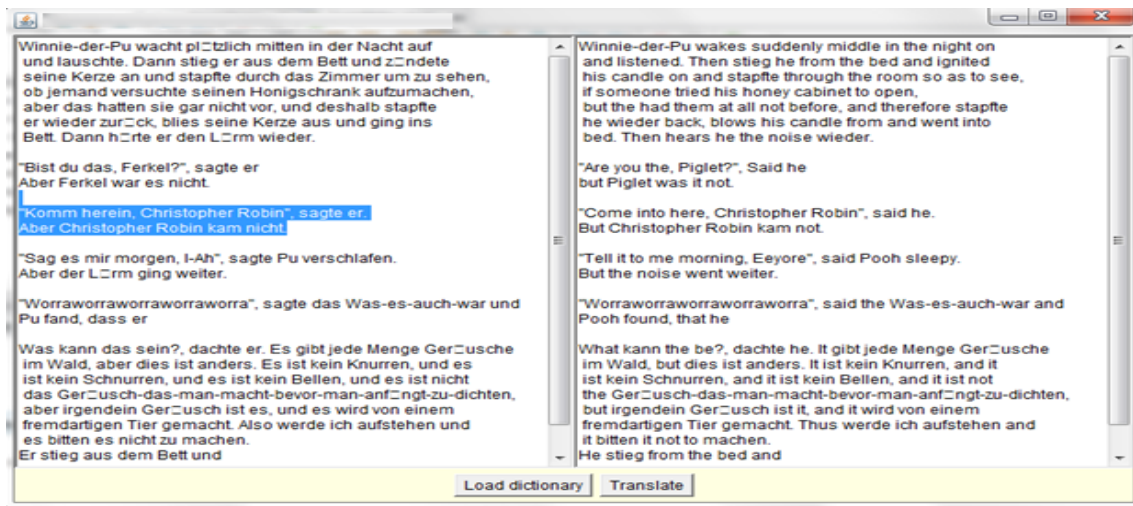 Winnie-der-Pu wacht pl□tzlich mitten in der Nacht auf
und lauschte. Dann stieg er aus dem Bett und z□ndete
seine Kerze an und stapfte durch das Zimmer um zu sehen,
ob jemand versuchte seinen Honigschrank aufzumachen,
aber das hatten sie gar nicht vor, und deshalb stapfte
er wieder zur□ck, blies seine Kerze aus und ging ins
Bett. Dann h□rte er den L□rm wieder.
"Bist du das, Ferkel?", sagte er
Aber Ferkel war es nicht.
"Komm herein, Christopher Robin", sagte er.
Aber Christopher Robin kam nicht.
"Sag es mir morgen, I-Ah", sagte Pu verschlafen.
Aber der L□rm ging weiter.
"Worraworraworraworraworra", sagte das Was-es-auch-war und
Pu fand, dass er
Was kann das sein?, dachte er. Es gibt jede Menge Ger□usche
im Wald, aber dies ist anders. Es ist kein Knurren, und es
ist kein Schnurren, und es ist kein Bellen, und es ist nicht
das Ger□usch-das-man-macht-bevor-man-anf□ngt-zu-dichten,
aber irgendein Ger□usch ist es, und es wird von einem
fremdartigen Tier gemacht. Also werde ich aufstehen und
es bitten es nicht zu machen.
Er stieg aus dem Bett und
Winnie-der-Pu wakes suddenly middle in the night on
and listened. Then stieg he from the bed and ignited
his candle on and stapfte through the room so as to see,
if someone tried his honey cabinet to open,
but the had them at all not before, and therefore stapfte
he wieder back, blows his candle from and went into
bed. Then hears he the noise wieder.
"Are you the, Piglet?", Said he
but Piglet was it not.
"Come into here, Christopher Robin", said he.
But Christopher Robin kam not.
"Tell it to me morning, Eeyore", said Pooh sleepy.
But the noise went weiter.
"Worraworraworraworraworra", said the Was-es-auch-war and
Pooh found, that he
What kann the be?, dachte he. It gibt jede Menge Ger□usche
im Wald, but dies ist anders. It ist kein Knurren, and it
ist kein Schnurren, and it ist kein Bellen, and it ist not
the Ger□usch-das-man-macht-bevor-man-anf□ngt-zu-dichten,
but irgendein Ger□usch ist it, and it wird von einem
fremdartigen Tier gemacht. Thus werde ich aufstehen and
it bitten it not to machen.
He stieg from the bed and
Load dictionary
Translate